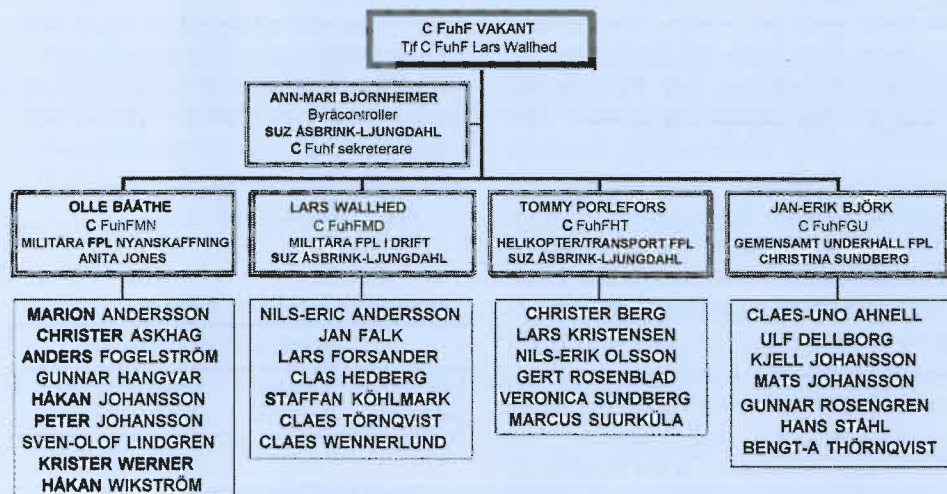 C FuhF VAKANT
Tjf C FuhF Lars Wallhed
ANN-MARI BJORNHEIMER
Byråcontroller
SUZ ÅSBRINK-LJUNGDAHL
C Fuhf sekreterare
OLLE BÅÅTHE
C FuhFMN
MILITÄRA FPL NYANSKAFFNING
ANITA JONES
LARS WALLHED
C FuhFMD
MILITÄRA FPL I DRIFT
SUZ ÅSBRINK-LJUNGDAHL
TOMMY PORLEFORS
C FuhFHT
HELIKOPTER/TRANSPORT FPL
SUZ ÅSBRINK-LJUNGDAHL
JAN-ERIK BJÖRK
C FuhFGU
GEMENSAMT UNDERHÅLL FPL
CHRISTINA SUNDBERG
MARION ANDERSSON
CHRISTER ASKHAG
ANDERS FOGELSTRÖM
GUNNAR HANGVAR
HÅKAN JOHANSSON
PETER JOHANSSON
SVEN-OLOF LINDGREN
KRISTER WERNER
HÅKAN WIKSTRÖM
NILS-ERIC ANDERSSON
JAN FALK
LARS FORSANDER
CLAS HEDBERG
STAFFAN KÖHLMARK
CLAES TÖRNQVIST
CLAES WENNERLUND
CHRISTER BERG
LARS KRISTENSEN
NILS-ERIK OLSSON
GERT ROSENBLAD
VERONICA SUNDBERG
MARCUS SUURKÜLA
CLAES-UNO AHNELL
ULF DELLBORG
KJELL JOHANSSON
MATS JOHANSSON
GUNNAR ROSENGREN
HANS STÅHL
BENGT-A THÖRNQVIST